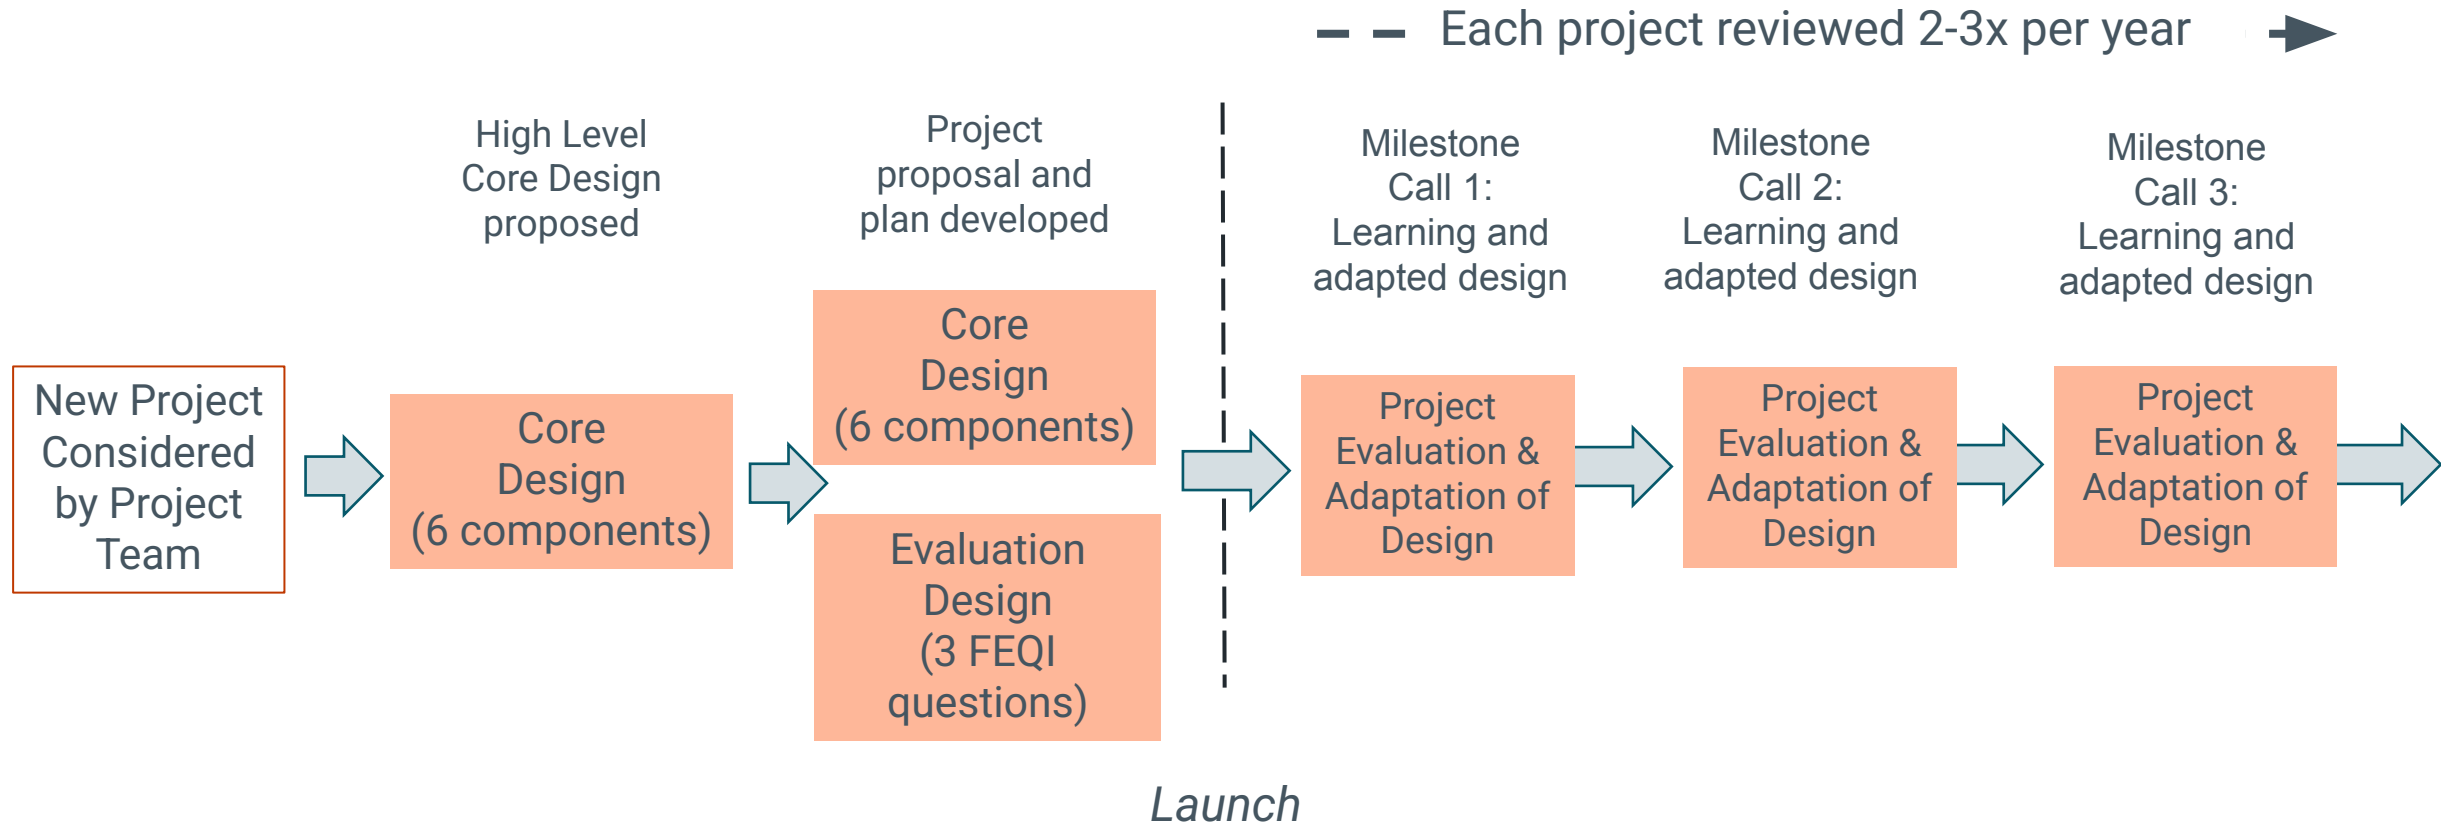 Each project reviewed 2-3x per year
High Level
Core Design
proposed
Project
proposal and
plan developed
Milestone
Call 1:
Learning and
adapted design
Milestone
Call 2:
Learning and
adapted design
Milestone
Call 3:
Learning and
adapted design
New Project
Considered
by Project
Team
Core
Design
(6 components)
Core
Design
(6 components)
Evaluation
Design
(3 FEQI
questions)
Project
Evaluation &
Adaptation of
Design
Project
Evaluation &
Adaptation of
Design
Project
Evaluation &
Adaptation of
Design
Launch